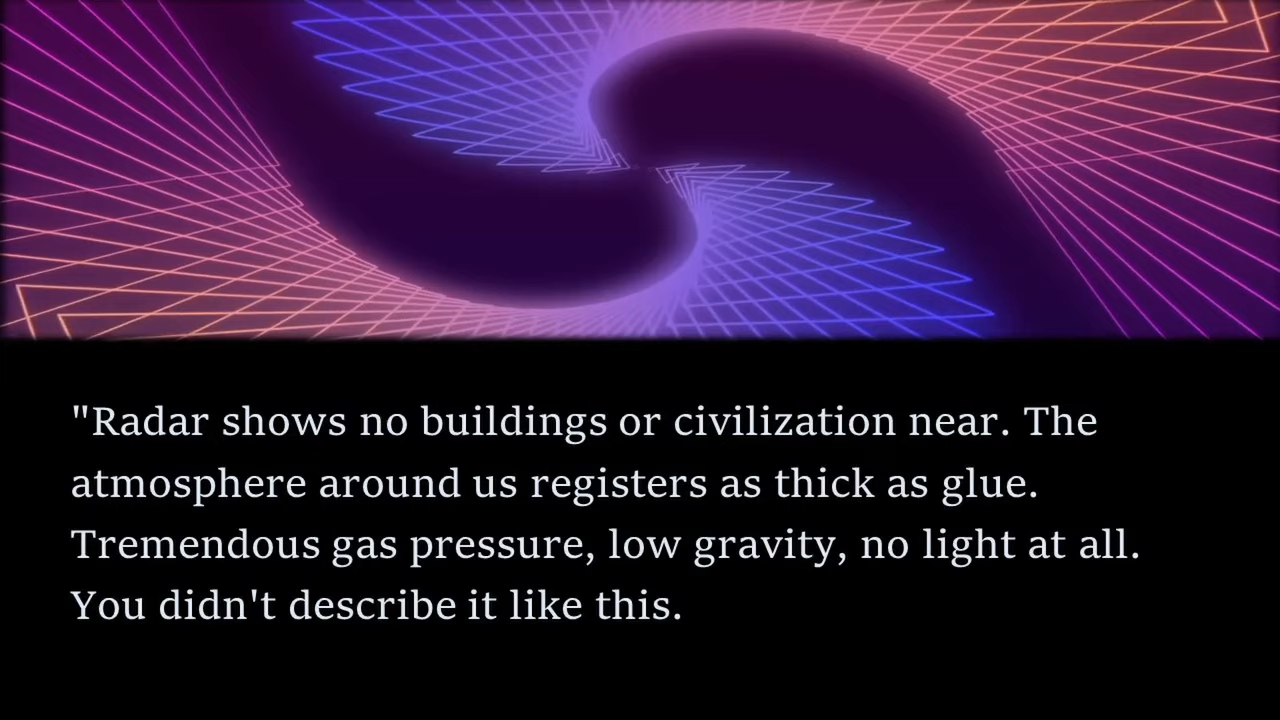 "Radar shows no buildings or civilization near. The
atmosphere around us registers as thick as glue.
Tremendous gas pressure, low gravity, no light at all.
You didn't describe it like this.